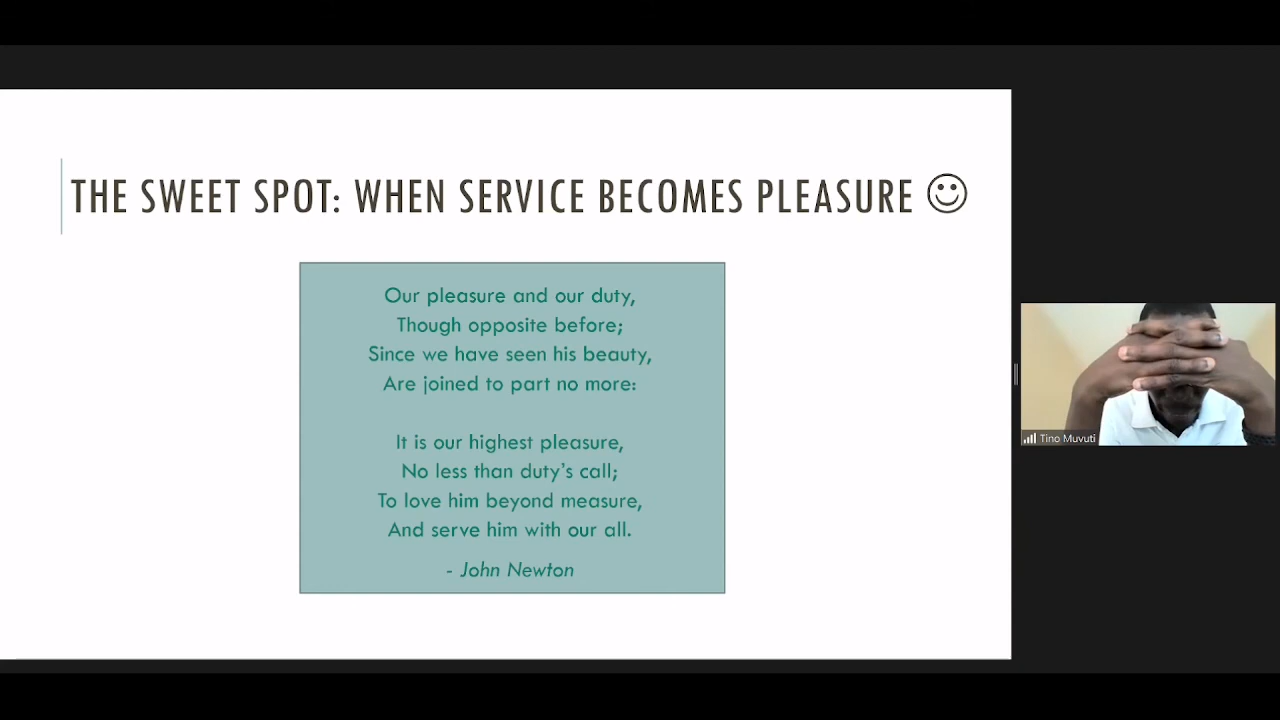 THE SWEET SPOT: WHEN SERVICE BECOMES PLEASURE ☺
Our pleasure and our duty,
Though opposite before;
Since we have seen his beauty,
Are joined to part no more:
It is our highest pleasure,
No less than duty's call;
To love him beyond measure,
And serve him with our all.
- John Newton
Tino Muvuti